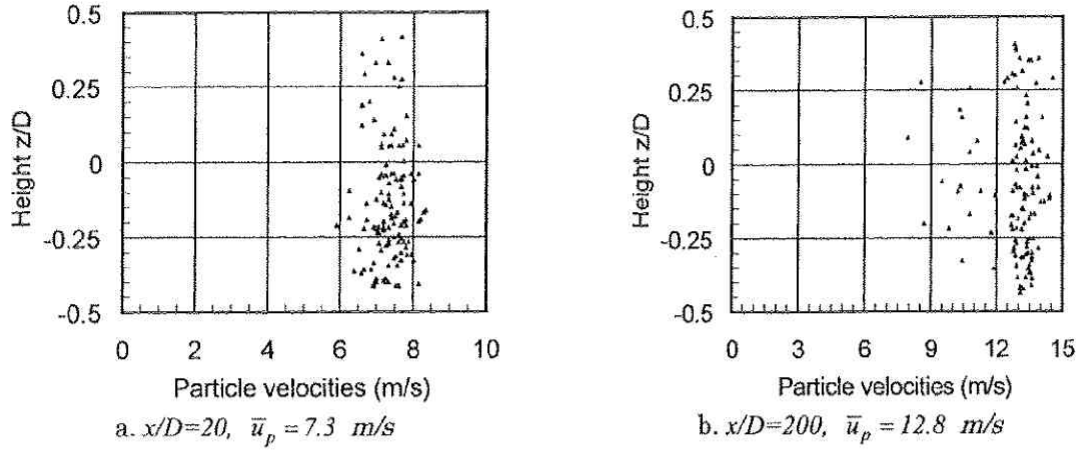 0.5
0.25
0
-0.25
-0.5
Height z/D
0 2 4 6 8 10
Particle velocities (m/s)
a. x/D=20, u̅p = 7.3 m/s
0.5
0.25
0
-0.25
-0.5
Height z/D
0 3 6 9 12 15
Particle velocities (m/s)
b. x/D=200, u̅p = 12.8 m/s